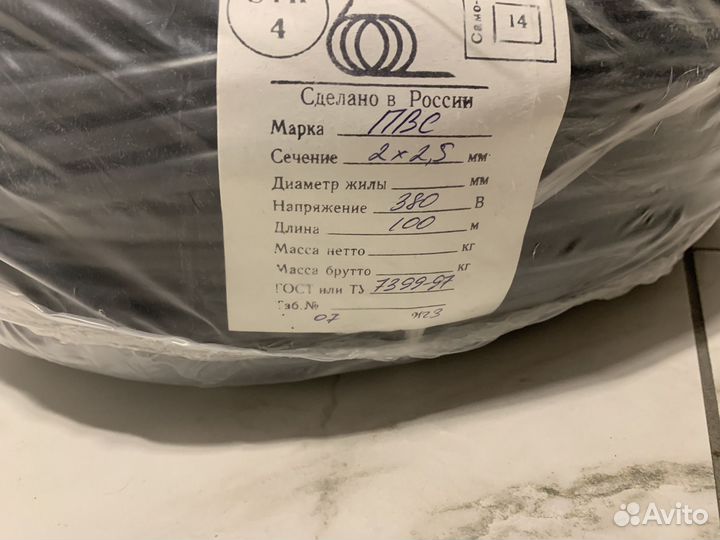 4
14
Само-
Сделано в России
Марка ПВС
Сечение 2×2,5 мм
Диаметр жилы мм
Напряжение 380 В
Длина 100 м
Масса нетто кг
Масса брутто кг
ГОСТ или ТУ 7399-97
Таб.№
07
Avito